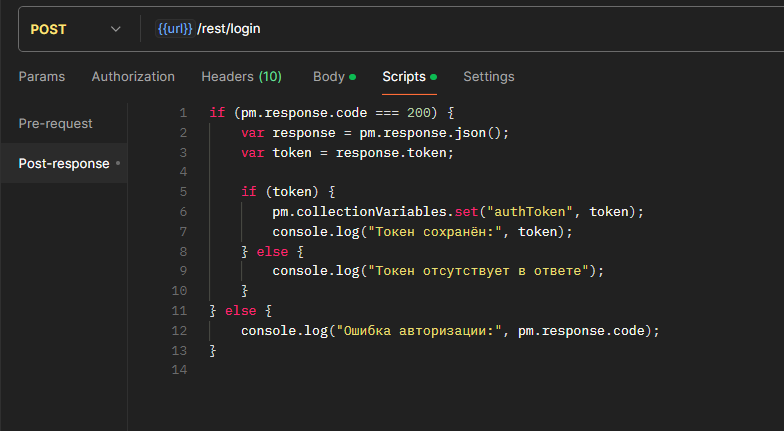 POST {{url}} /rest/login
Params Authorization Headers (10) Body Scripts Settings
Pre-request
Post-response
1 if (pm.response.code === 200) {
2     var response = pm.response.json();
3     var token = response.token;
4
5     if (token) {
6         pm.collectionVariables.set("authToken", token);
7         console.log("Токен сохранён:", token);
8     } else {
9         console.log("Токен отсутствует в ответе");
10     }
11 } else {
12     console.log("Ошибка авторизации:", pm.response.code);
13 }
14